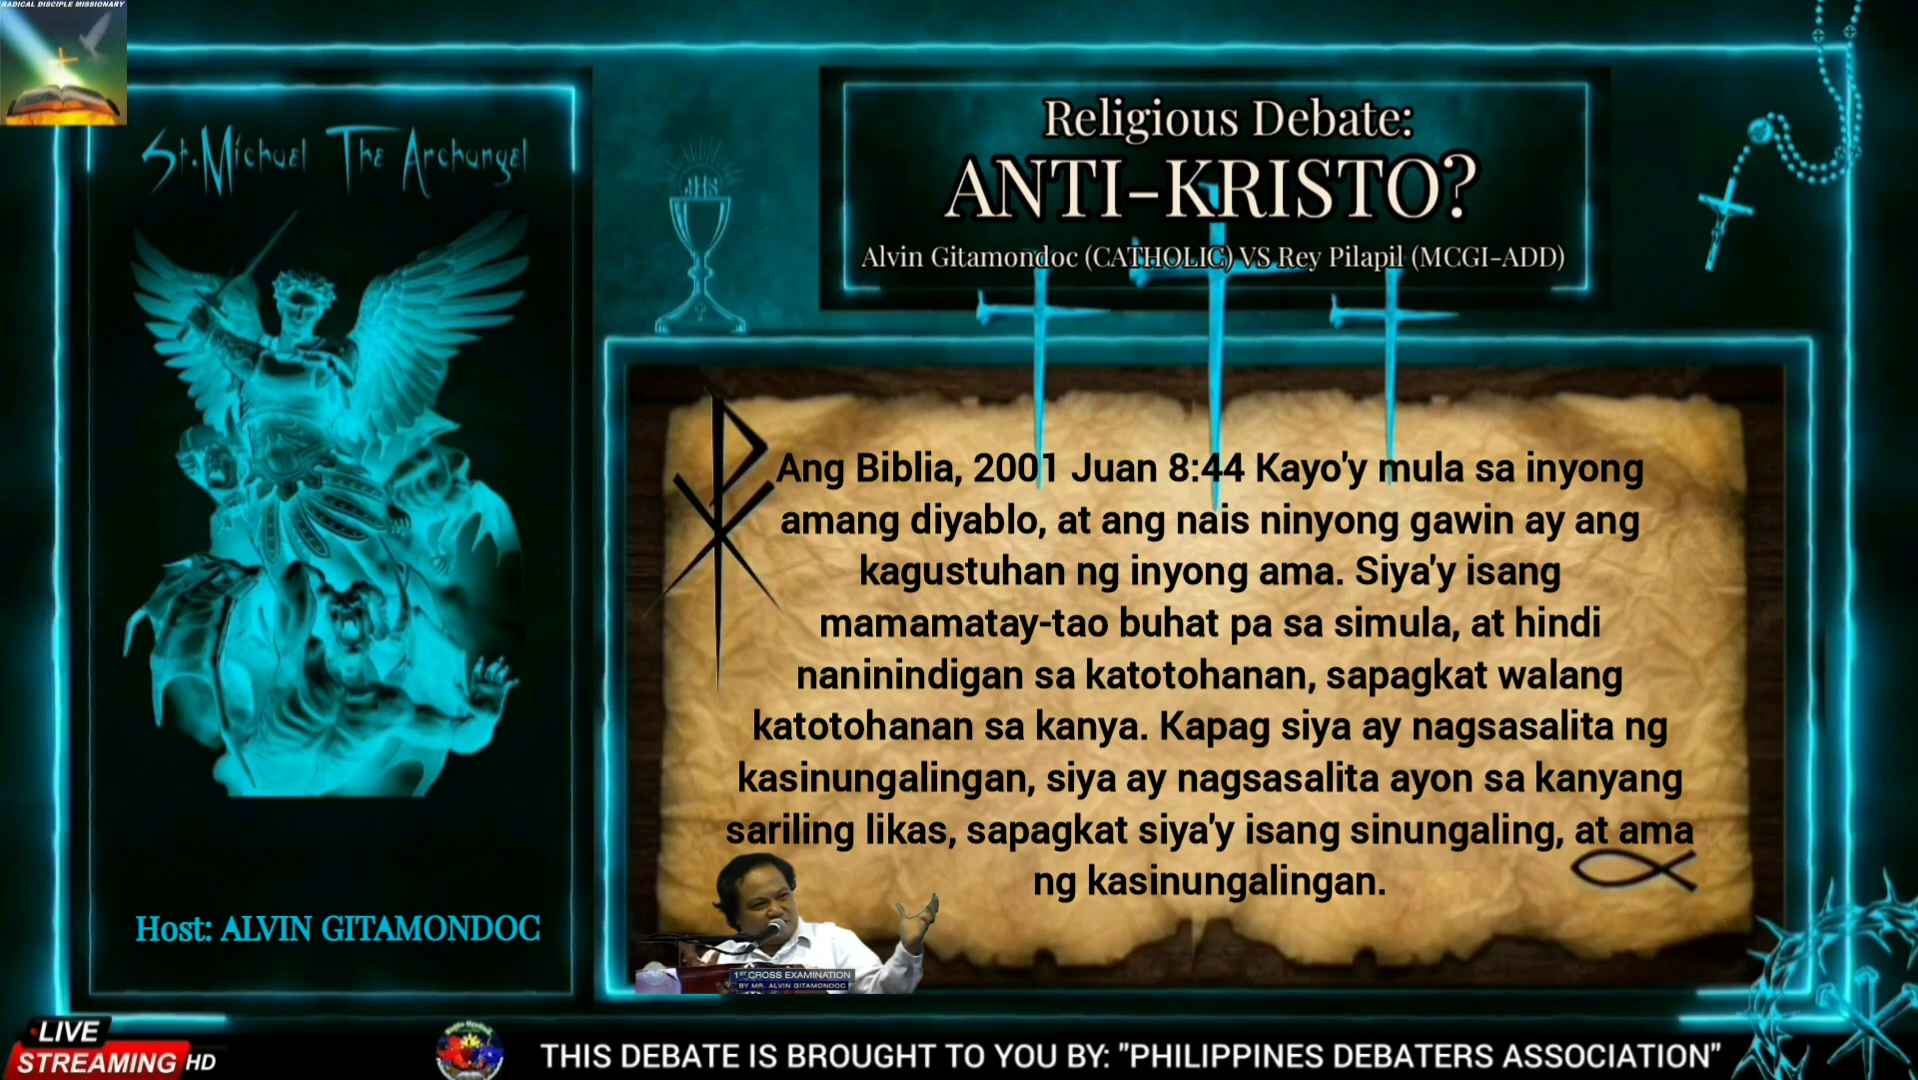 RADICAL DISCIPLE MISSIONARY
St. Michael The Archangel
JHS
Religious Debate:
ANTI-KRISTO?
Alvin Gitamondoc (CATHOLIC) VS Rey Pilapil (MCGI-ADD)
Ang Biblia, 2001 Juan 8:44 Kayo'y mula sa inyong
amang diyablo, at ang nais ninyong gawin ay ang
kagustuhan ng inyong ama. Siya'y isang
mamamatay-tao buhat pa sa simula, at hindi
naninindigan sa katotohanan, sapagkat walang
katotohanan sa kanya. Kapag siya ay nagsasalita ng
kasinungalingan, siya ay nagsasalita ayon sa kanyang
sariling likas, sapagkat siya'y isang sinungaling, at ama
ng kasinungalingan.
Host: ALVIN GITAMONDOC
1ST CROSS EXAMINATION
BY MR. ALVIN GITAMONDOC
LIVE
STREAMING HD
THIS DEBATE IS BROUGHT TO YOU BY: "PHILIPPINES DEBATERS ASSOCIATION"